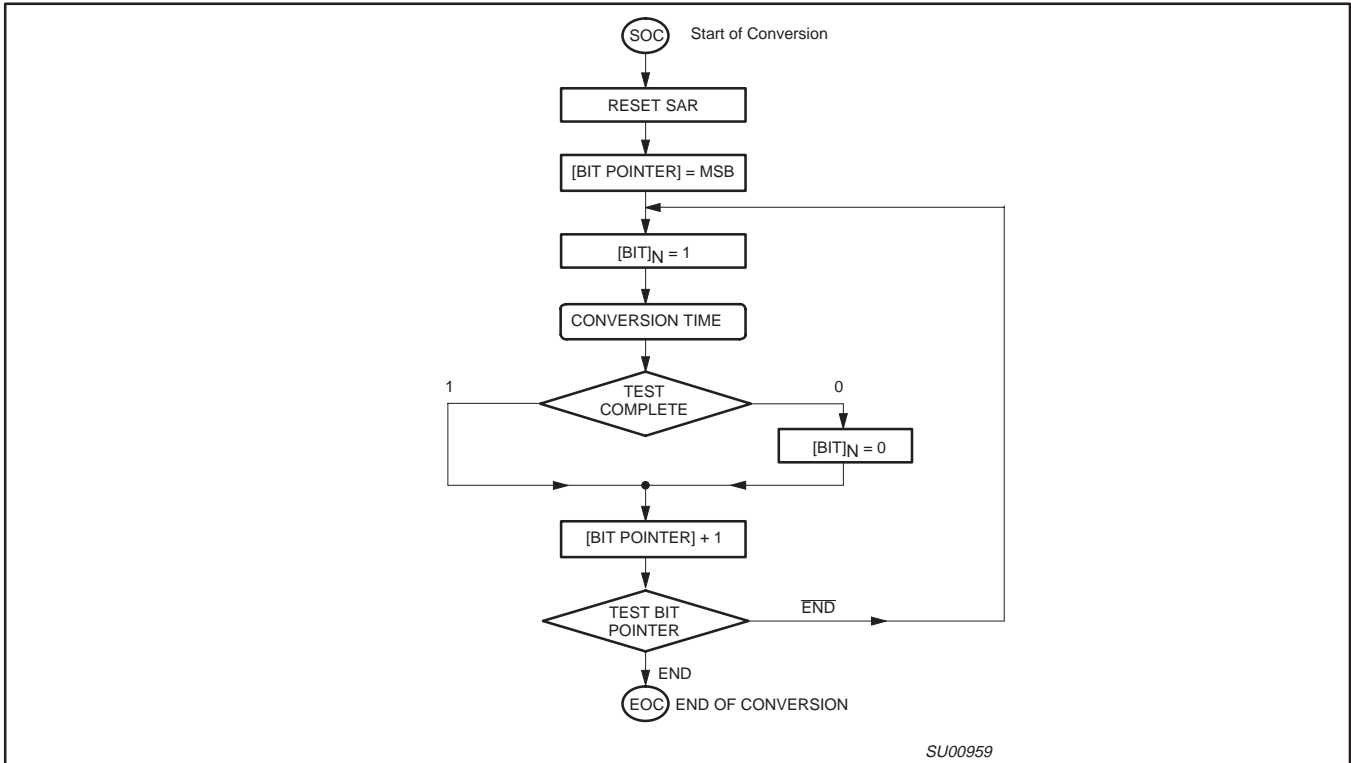 SOC Start of Conversion
RESET SAR
[BIT POINTER] = MSB
[BIT]N = 1
CONVERSION TIME
1
TEST
COMPLETE
0
[BIT]N = 0
[BIT POINTER] + 1
TEST BIT
POINTER
END
END
EOC END OF CONVERSION
SU00959